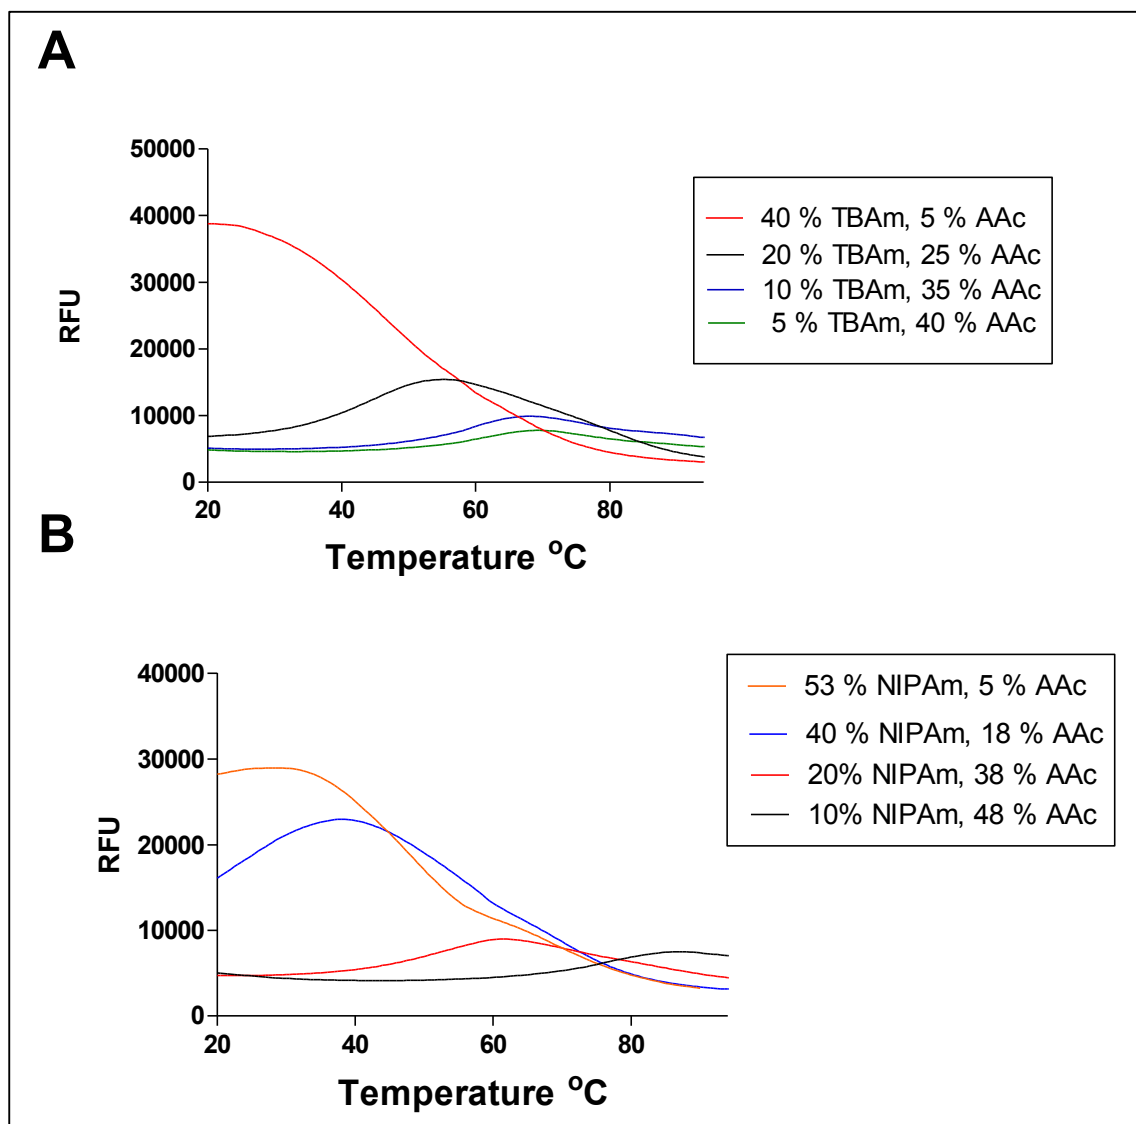 A
50000
40000
30000
20000
10000
0
RFU
20 40 60 80
Temperature °C
40 % TBAm, 5 % AAc
20 % TBAm, 25 % AAc
10 % TBAm, 35 % AAc
5 % TBAm, 40 % AAc
B
40000
30000
20000
10000
0
RFU
20 40 60 80
Temperature °C
53 % NIPAm, 5 % AAc
40 % NIPAm, 18 % AAc
20% NIPAm, 38 % AAc
10% NIPAm, 48 % AAc